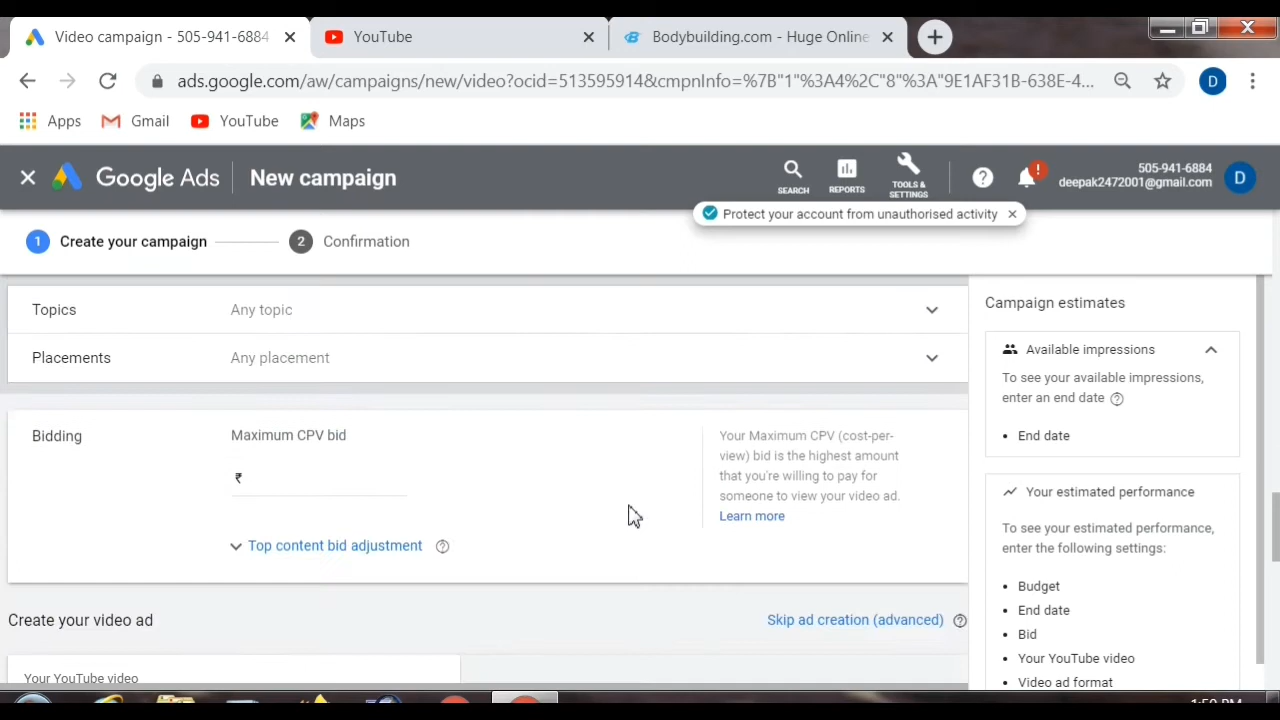 Video campaign - 505-941-6884
YouTube
Bodybuilding.com - Huge Online
ads.google.com/aw/campaigns/new/video?ocid=513595914&cmpnInfo=%7B"1"%3A4%2C"8"%3A"9E1AF31B-638E-4...
D
Apps
Gmail
YouTube
Maps
Google Ads
New campaign
SEARCH
REPORTS
TOOLS &
SETTINGS
505-941-6884
deepak2472001@gmail.com
D
Protect your account from unauthorised activity
1 Create your campaign
2 Confirmation
Topics Any topic
Placements Any placement
Bidding
Maximum CPV bid
₹
Top content bid adjustment
Your Maximum CPV (cost-per-
view) bid is the highest amount
that you're willing to pay for
someone to view your video ad.
Learn more
Create your video ad
Skip ad creation (advanced)
Your YouTube video
Campaign estimates
Available impressions
To see your available impressions,
enter an end date
• End date
Your estimated performance
To see your estimated performance,
enter the following settings:
• Budget
• End date
• Bid
• Your YouTube video
• Video ad format